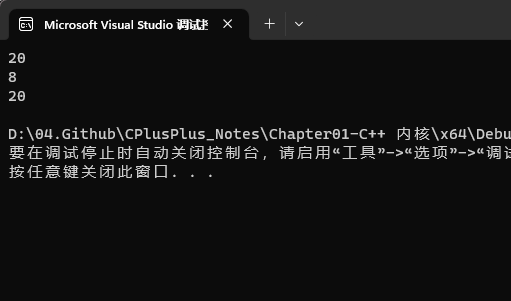 Microsoft Visual Studio 调试
20
8
20
D:\04.Github\CPlusPlus_Notes\Chapter01-C++ 内核\x64\Debu
要在调试停止时自动关闭控制台，请启用“工具”->“选项”->“调试
按任意键关闭此窗口. . .